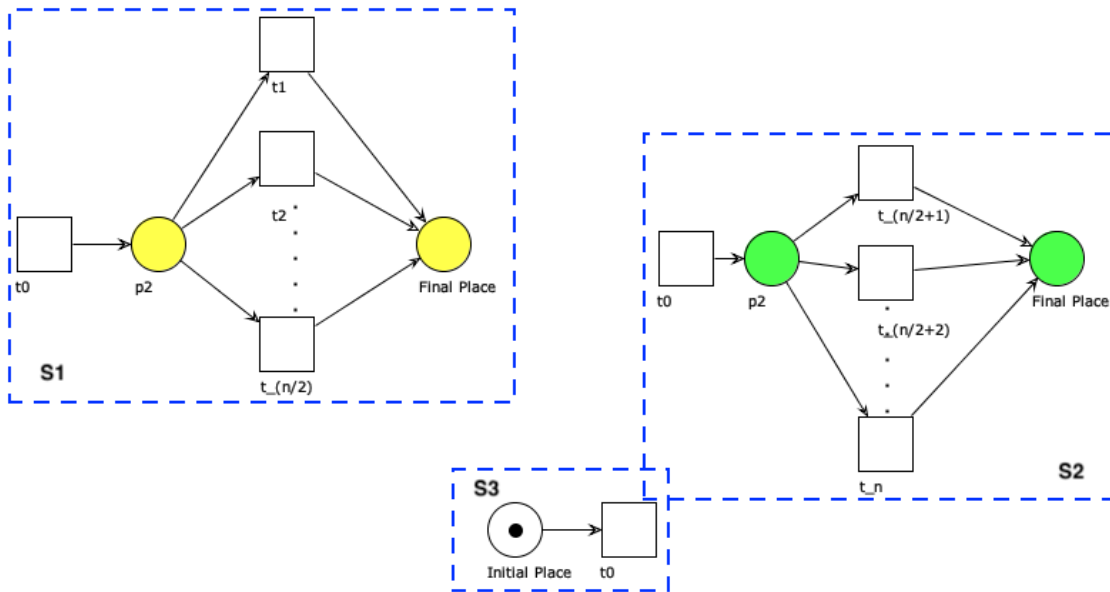 t1
t2
t0
p2
Final Place
t_(n/2)
S1
t_(n/2+1)
t0
p2
Final Place
t_(n/2+2)
t_n
S2
S3
Initial Place
t0